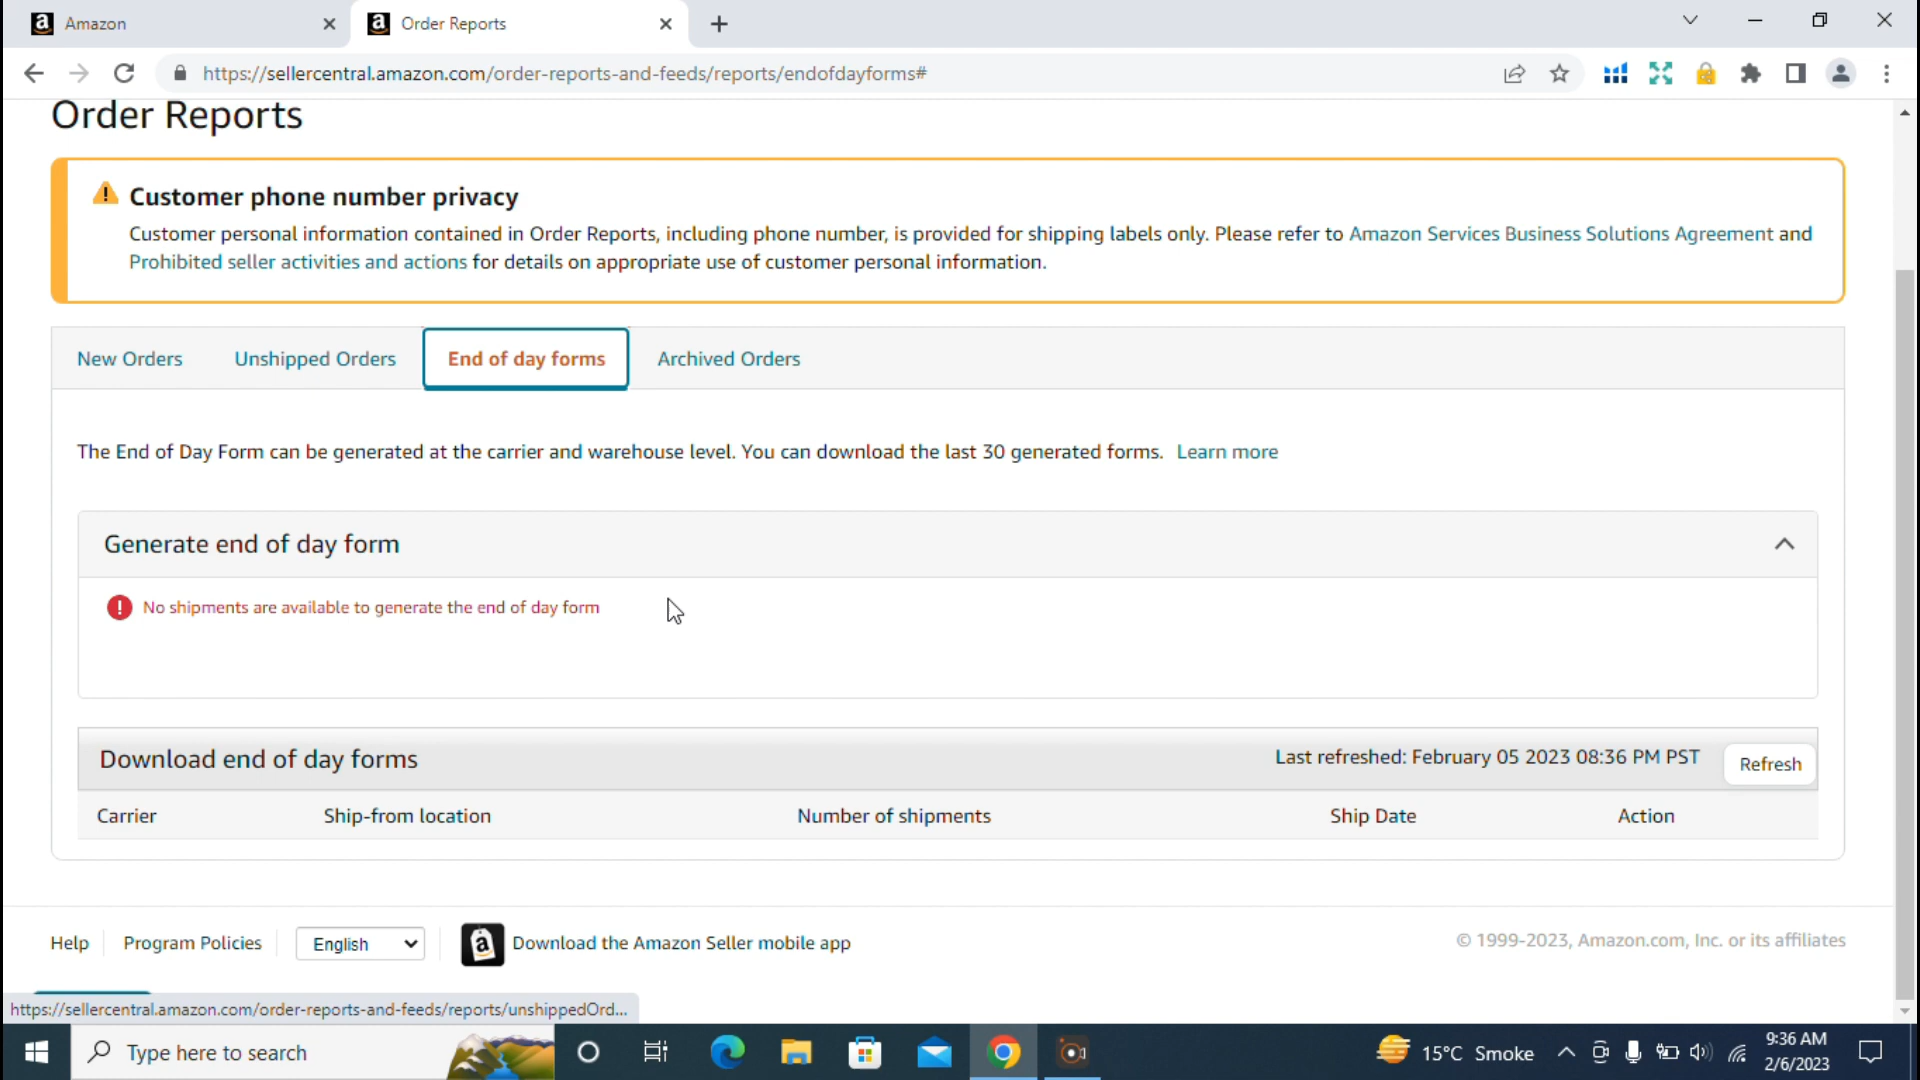 Amazon
Order Reports
https://sellercentral.amazon.com/order-reports-and-feeds/reports/endofdayforms#
Order Reports
Customer phone number privacy
Customer personal information contained in Order Reports, including phone number, is provided for shipping labels only. Please refer to Amazon Services Business Solutions Agreement and
Prohibited seller activities and actions for details on appropriate use of customer personal information.
New Orders Unshipped Orders End of day forms Archived Orders
The End of Day Form can be generated at the carrier and warehouse level. You can download the last 30 generated forms. Learn more
Generate end of day form
No shipments are available to generate the end of day form
Download end of day forms Last refreshed: February 05 2023 08:36 PM PST Refresh
Carrier Ship-from location Number of shipments Ship Date Action
Help Program Policies English Download the Amazon Seller mobile app © 1999-2023, Amazon.com, Inc. or its affiliates
https://sellercentral.amazon.com/order-reports-and-feeds/reports/unshippedOrd...
Type here to search 15°C Smoke 9:36 AM
2/6/2023